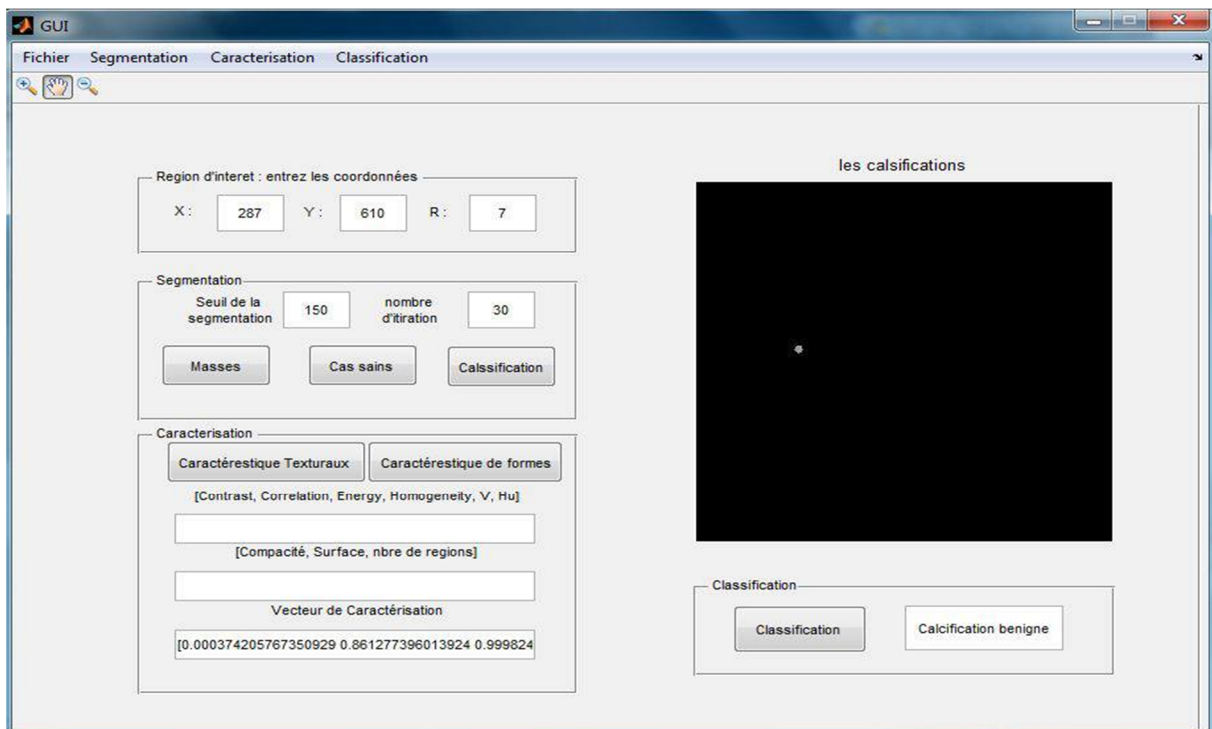 GUI
Fichier Segmentation Caracterisation Classification
Region d'interet : entrez les coordonnées
X : 287 Y : 610 R : 7
Segmentation
Seuil de la segmentation 150 nombre d'itiration 30
Masses Cas sains Calssification
Caracterisation
Caractérestique Texturaux Caractérestique de formes
[Contrast, Correlation, Energy, Homogeneity, V, Hu]
[Compacité, Surface, nbre de regions]
Vecteur de Caractérisation
[0.000374205767350929 0.861277396013924 0.999824
les calsifications
Classification
Classification Calcification benigne